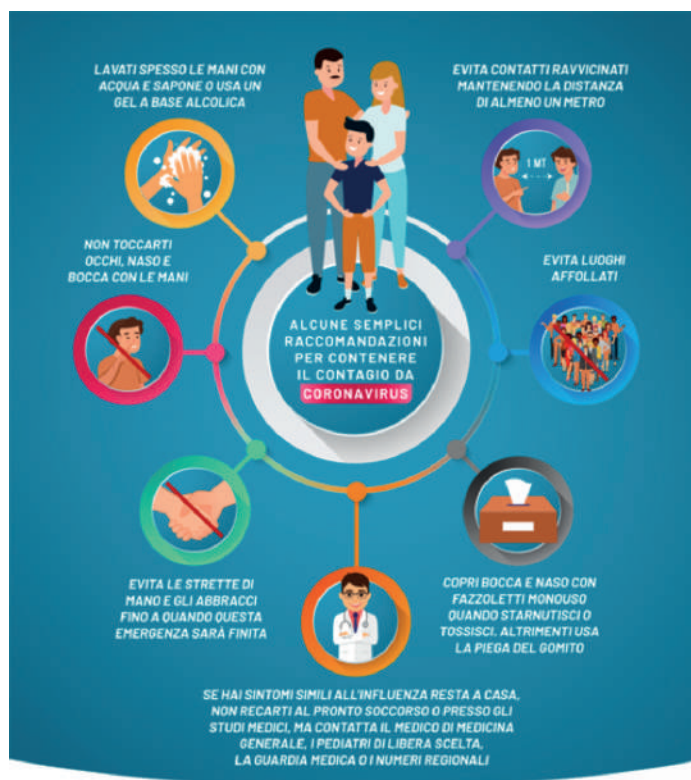 LAVATI SPESSO LE MANI CON
ACQUA E SAPONE O USA UN
GEL A BASE ALCOLICA
EVITA CONTATTI RAVVICINATI
MANTENENDO LA DISTANZA
DI ALMENO UN METRO
1 MT
NON TOCCARTI
OCCHI, NASO E
BOCCA CON LE MANI
EVITA LUOGHI
AFFOLLATI
ALCUNE SEMPLICI
RACCOMANDAZIONI
PER CONTENERE
IL CONTAGIO DA
CORONAVIRUS
EVITA LE STRETTE DI
MANO E GLI ABBRACCI
FINO A QUANDO QUESTA
EMERGENZA SARÀ FINITA
COPRI BOCCA E NASO CON
FAZZOLETTI MONOUSO
QUANDO STARNUTISCI O
TOSSISCI. ALTRIMENTI USA
LA PIEGA DEL GOMITO
SE HAI SINTOMI SIMILI ALL'INFLUENZA RESTA A CASA,
NON RECARTI AL PRONTO SOCCORSO O PRESSO GLI
STUDI MEDICI, MA CONTATTA IL MEDICO DI MEDICINA
GENERALE, I PEDIATRI DI LIBERA SCELTA,
LA GUARDIA MEDICA O I NUMERI REGIONALI